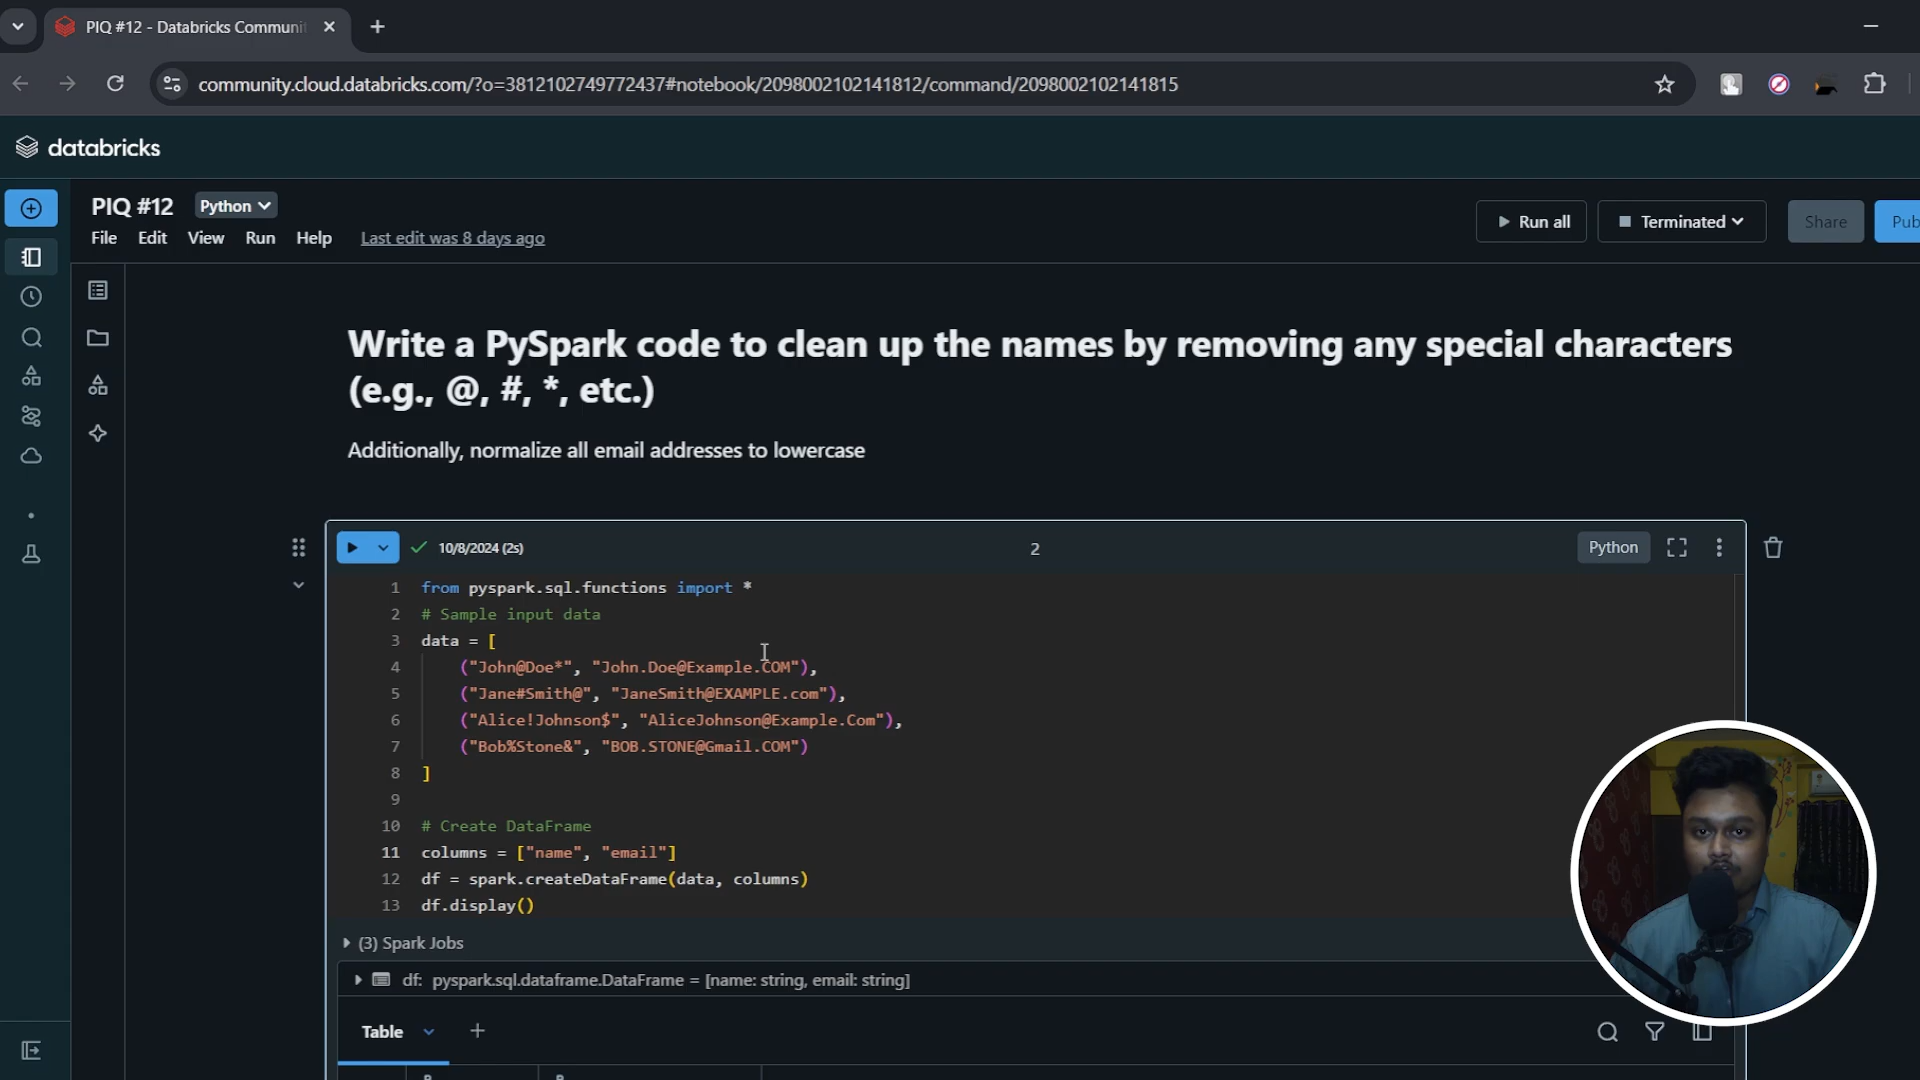 PIQ #12 - Databricks Communi
community.cloud.databricks.com/?o=3812102749772437#notebook/2098002102141812/command/2098002102141815
databricks
PIQ #12
Python
File Edit View Run Help Last edit was 8 days ago
Run all
Terminated
Share
Pub
Write a PySpark code to clean up the names by removing any special characters
(e.g., @, #, *, etc.)
Additionally, normalize all email addresses to lowercase
10/8/2024 (2s)
2
Python
1 from pyspark.sql.functions import *
2 # Sample input data
3 data = [
4 ("John@Doe*", "John.Doe@Example.COM"),
5 ("Jane#Smith@", "JaneSmith@EXAMPLE.com"),
6 ("Alice!Johnson$", "AliceJohnson@Example.Com"),
7 ("Bob%Stone&", "BOB.STONE@Gmail.COM")
8 ]
9
10 # Create DataFrame
11 columns = ["name", "email"]
12 df = spark.createDataFrame(data, columns)
13 df.display()
(3) Spark Jobs
df: pyspark.sql.dataframe.DataFrame = [name: string, email: string]
Table